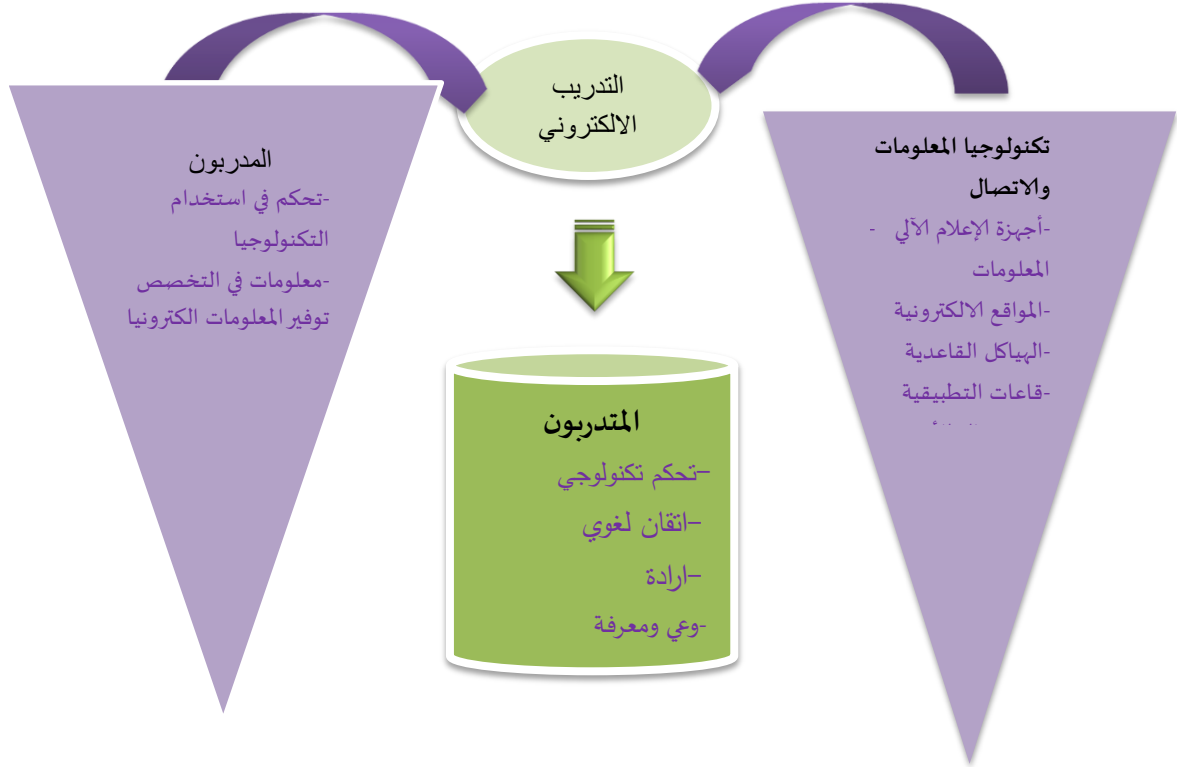 التدريب
الالكتروني
تكنولوجيا المعلومات
والاتصال
-أجهزة الإعلام الآلي -
المعلومات
-المواقع الالكترونية
-الهياكل القاعدية
-قاعات التطبيقية
المدربون
-تحكم في استخدام
التكنولوجيا
-معلومات في التخصص
توفير المعلومات الكترونيا
المتدربون
–تحكم تكنولوجي
–اتقان لغوي
–ارادة
-وعي ومعرفة